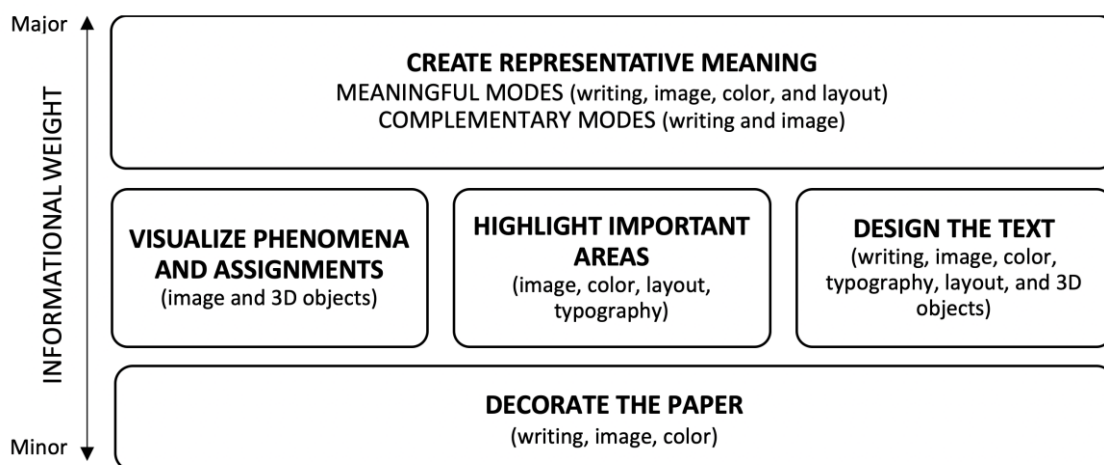 Major
INFORMATIONAL WEIGHT
Minor
CREATE REPRESENTATIVE MEANING
MEANINGFUL MODES (writing, image, color, and layout)
COMPLEMENTARY MODES (writing and image)
VISUALIZE PHENOMENA
AND ASSIGNMENTS
(image and 3D objects)
HIGHLIGHT IMPORTANT
AREAS
(image, color, layout,
typography)
DESIGN THE TEXT
(writing, image, color,
typography, layout, and 3D
objects)
DECORATE THE PAPER
(writing, image, color)